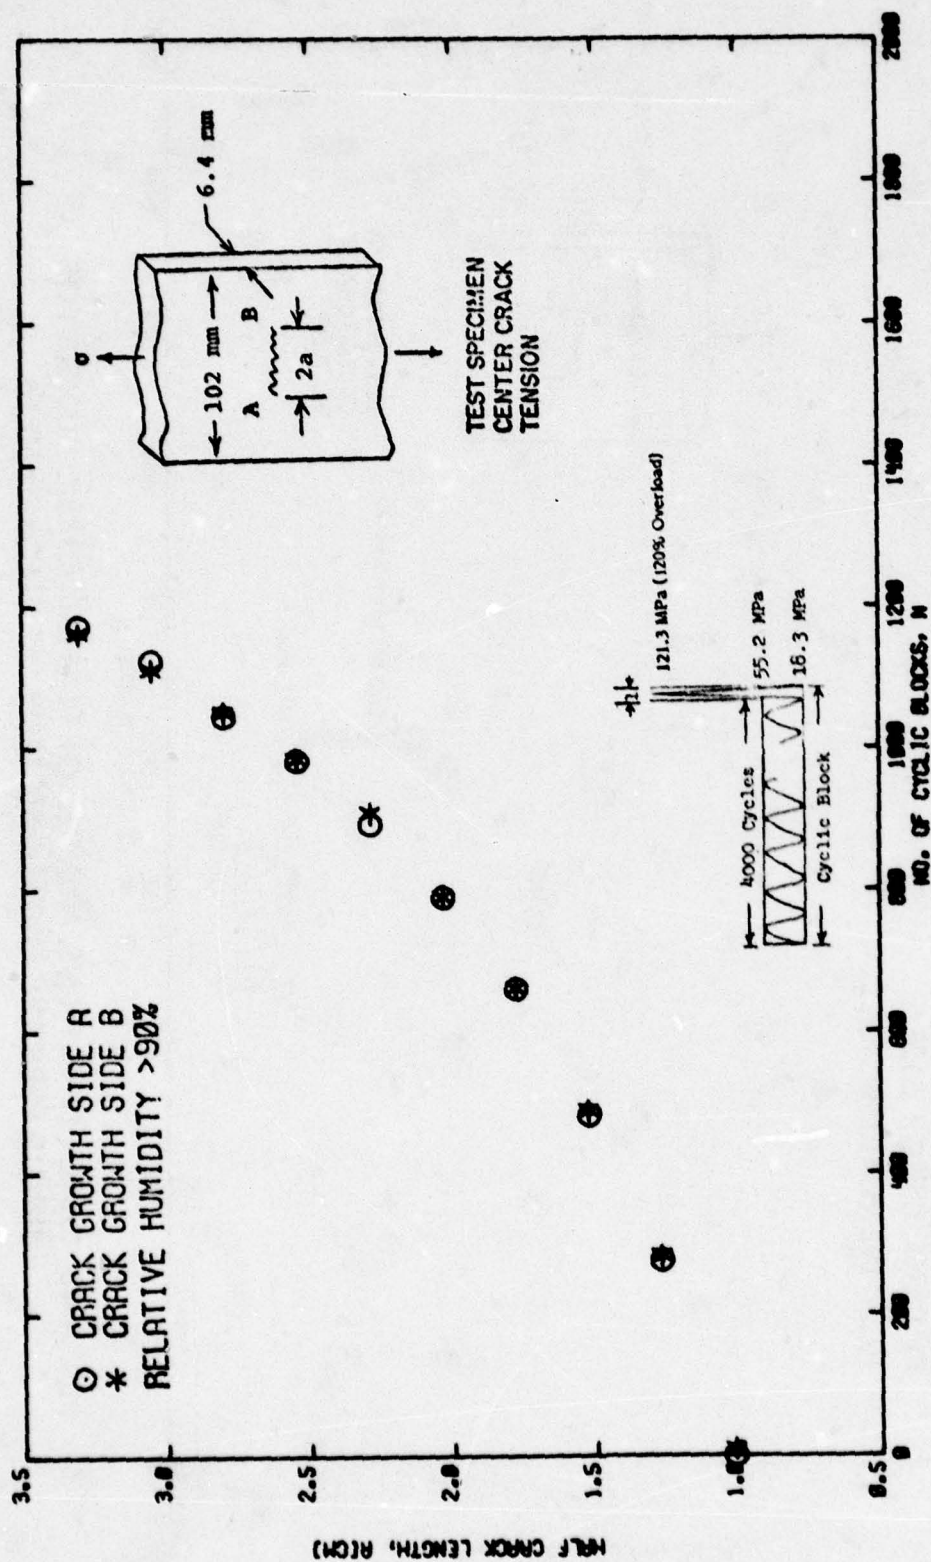 ⊙ CRACK GROWTH SIDE A
* CRACK GROWTH SIDE B
RELATIVE HUMIDITY >90%
σ
102 mm
6.4 mm
A
B
2a
TEST SPECIMEN
CENTER CRACK
TENSION
121.3 MPa (120% Overload)
4000 Cycles
55.2 MPa
18.3 MPa
Cyclic Block
3.5
3.0
2.5
2.0
1.5
1.0
0.5
HALF CRACK LENGTH, A(CM)
0
200
400
600
800
1000
1200
1400
1600
1800
2000
NO. OF CYCLIC BLOCKS, N